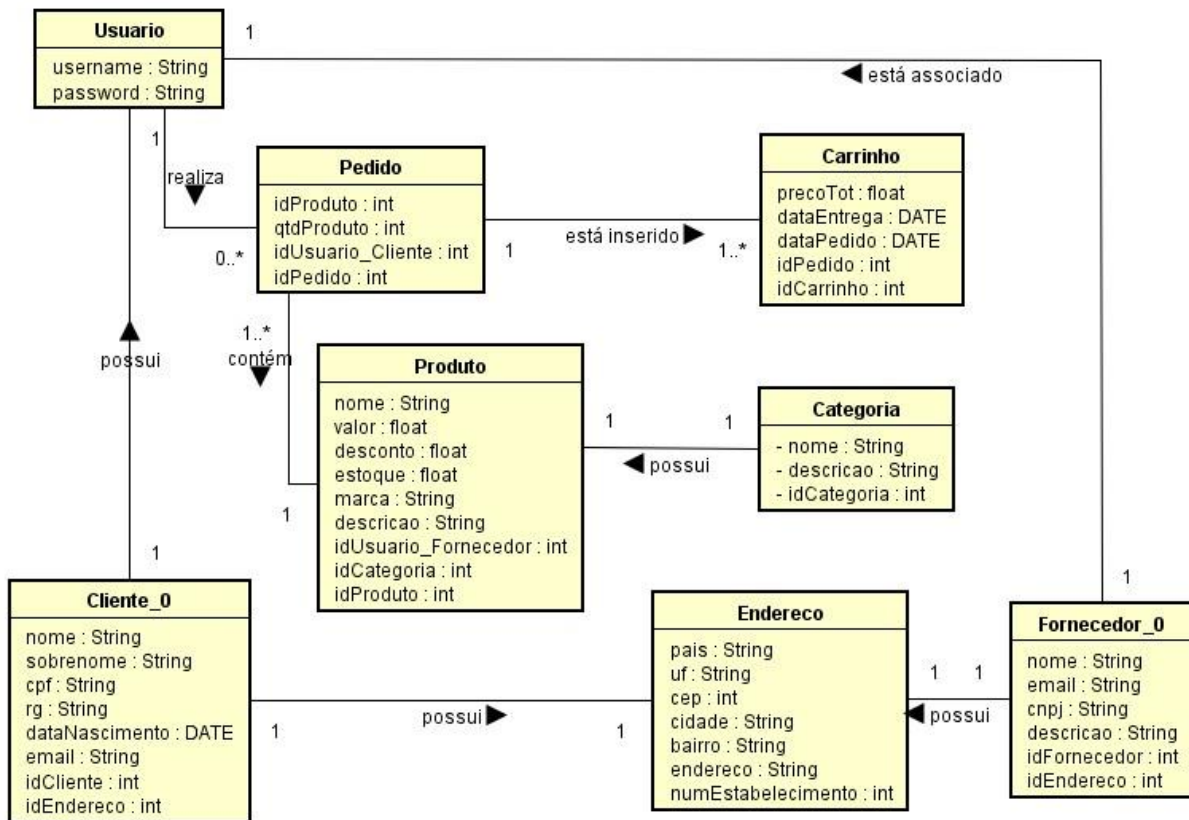 Usuario
username : String
password : String
1
está associado
1
realiza
0..*
Pedido
idProduto : int
qtdProduto : int
idUsuario_Cliente : int
idPedido : int
1
está inserido
1..*
Carrinho
precoTot : float
dataEntrega : DATE
dataPedido : DATE
idPedido : int
idCarrinho : int
possui
1
1..*
contém
1
Produto
nome : String
valor : float
desconto : float
estoque : float
marca : String
descricao : String
idUsuario_Fornecedor : int
idCategoria : int
idProduto : int
1
1
possui
Categoria
- nome : String
- descricao : String
- idCategoria : int
Cliente_0
nome : String
sobrenome : String
cpf : String
rg : String
dataNascimento : DATE
email : String
idCliente : int
idEndereco : int
1
possui
1
Endereco
pais : String
uf : String
cep : int
cidade : String
bairro : String
endereco : String
numEstabelecimento : int
1
1
possui
1
Fornecedor_0
nome : String
email : String
cnpj : String
descricao : String
idFornecedor : int
idEndereco : int